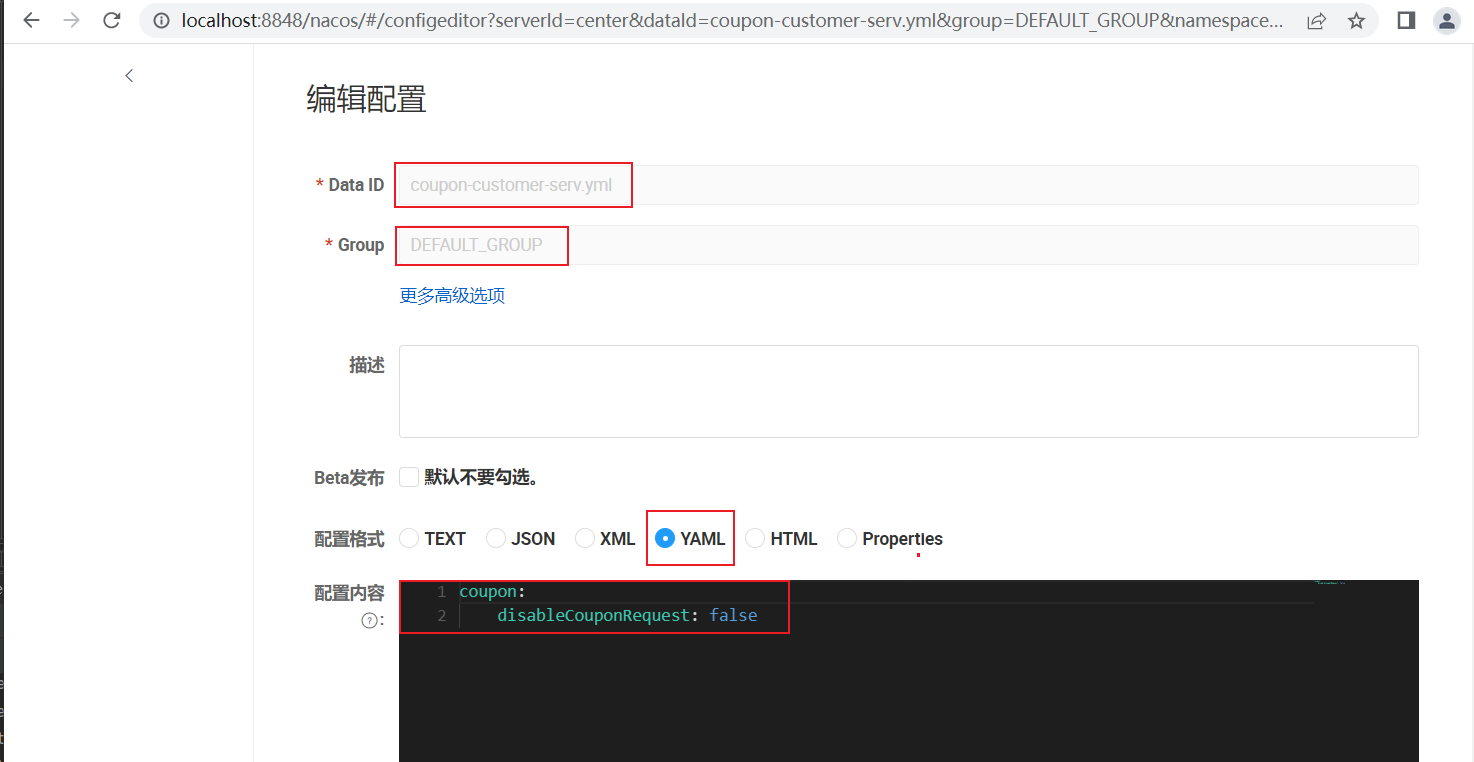 localhost:8848/nacos/#/configeditor?serverId=center&dataId=coupon-customer-serv.yml&group=DEFAULT_GROUP&namespace...
编辑配置
* Data ID coupon-customer-serv.yml
* Group DEFAULT_GROUP
更多高级选项
描述
Beta发布 默认不要勾选。
配置格式 TEXT JSON XML YAML HTML Properties
配置内容 ?:
1 coupon:
2 disableCouponRequest: false